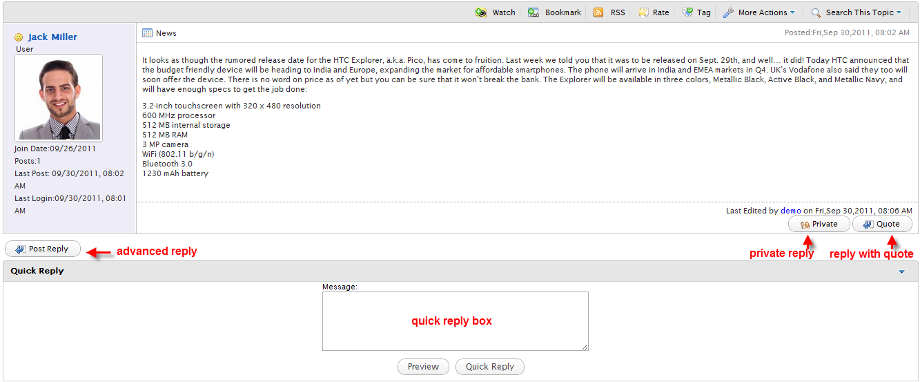 Watch Bookmark RSS Rate Tag More Actions Search This Topic
Jack Miller
User
News
Posted:Fri,Sep 30,2011, 08:02 AM
It looks as though the rumored release date for the HTC Explorer, a.k.a. Pico, has come to fruition. Last week we told you that it was to be released on Sept. 29th, and well... it did! Today HTC announced that
the budget friendly device will be heading to India and Europe, expanding the market for affordable smartphones. The phone will arrive in India and EMEA markets in Q4. UK's Vodafone also said they too will
soon offer the device. There is no word on price as of yet but you can be sure that it won't break the bank. The Explorer will be available in three colors, Metallic Black, Active Black, and Metallic Navy, and
will have enough specs to get the job done:
3.2-inch touchscreen with 320 x 480 resolution
600 MHz processor
512 MB internal storage
512 MB RAM
3 MP camera
WiFi (802.11 b/g/n)
Bluetooth 3.0
1230 mAh battery
Join Date:09/26/2011
Posts:1
Last Post: 09/30/2011, 08:02
AM
Last Login:09/30/2011, 08:01
AM
Last Edited by demo on Fri,Sep 30,2011, 08:06 AM
Private Quote
private reply reply with quote
Post Reply advanced reply
Quick Reply
Message:
quick reply box
Preview Quick Reply